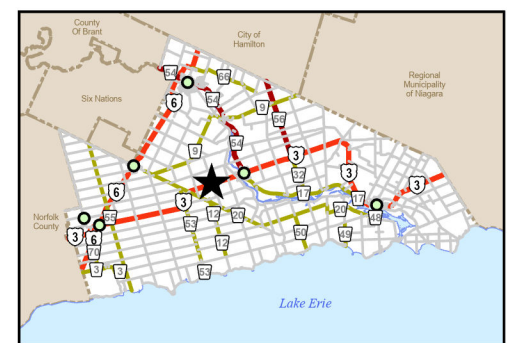 County
Of Brant
City of
Hamilton
Regional
Municipality
of Niagara
Six Nations
Norfolk
County
Lake Erie
54
66
6
54
9
56
54
9
3
32
3
3
6
17
17
3
55
12
20
20
48
3
6
53
70
12
50
49
3
3
53